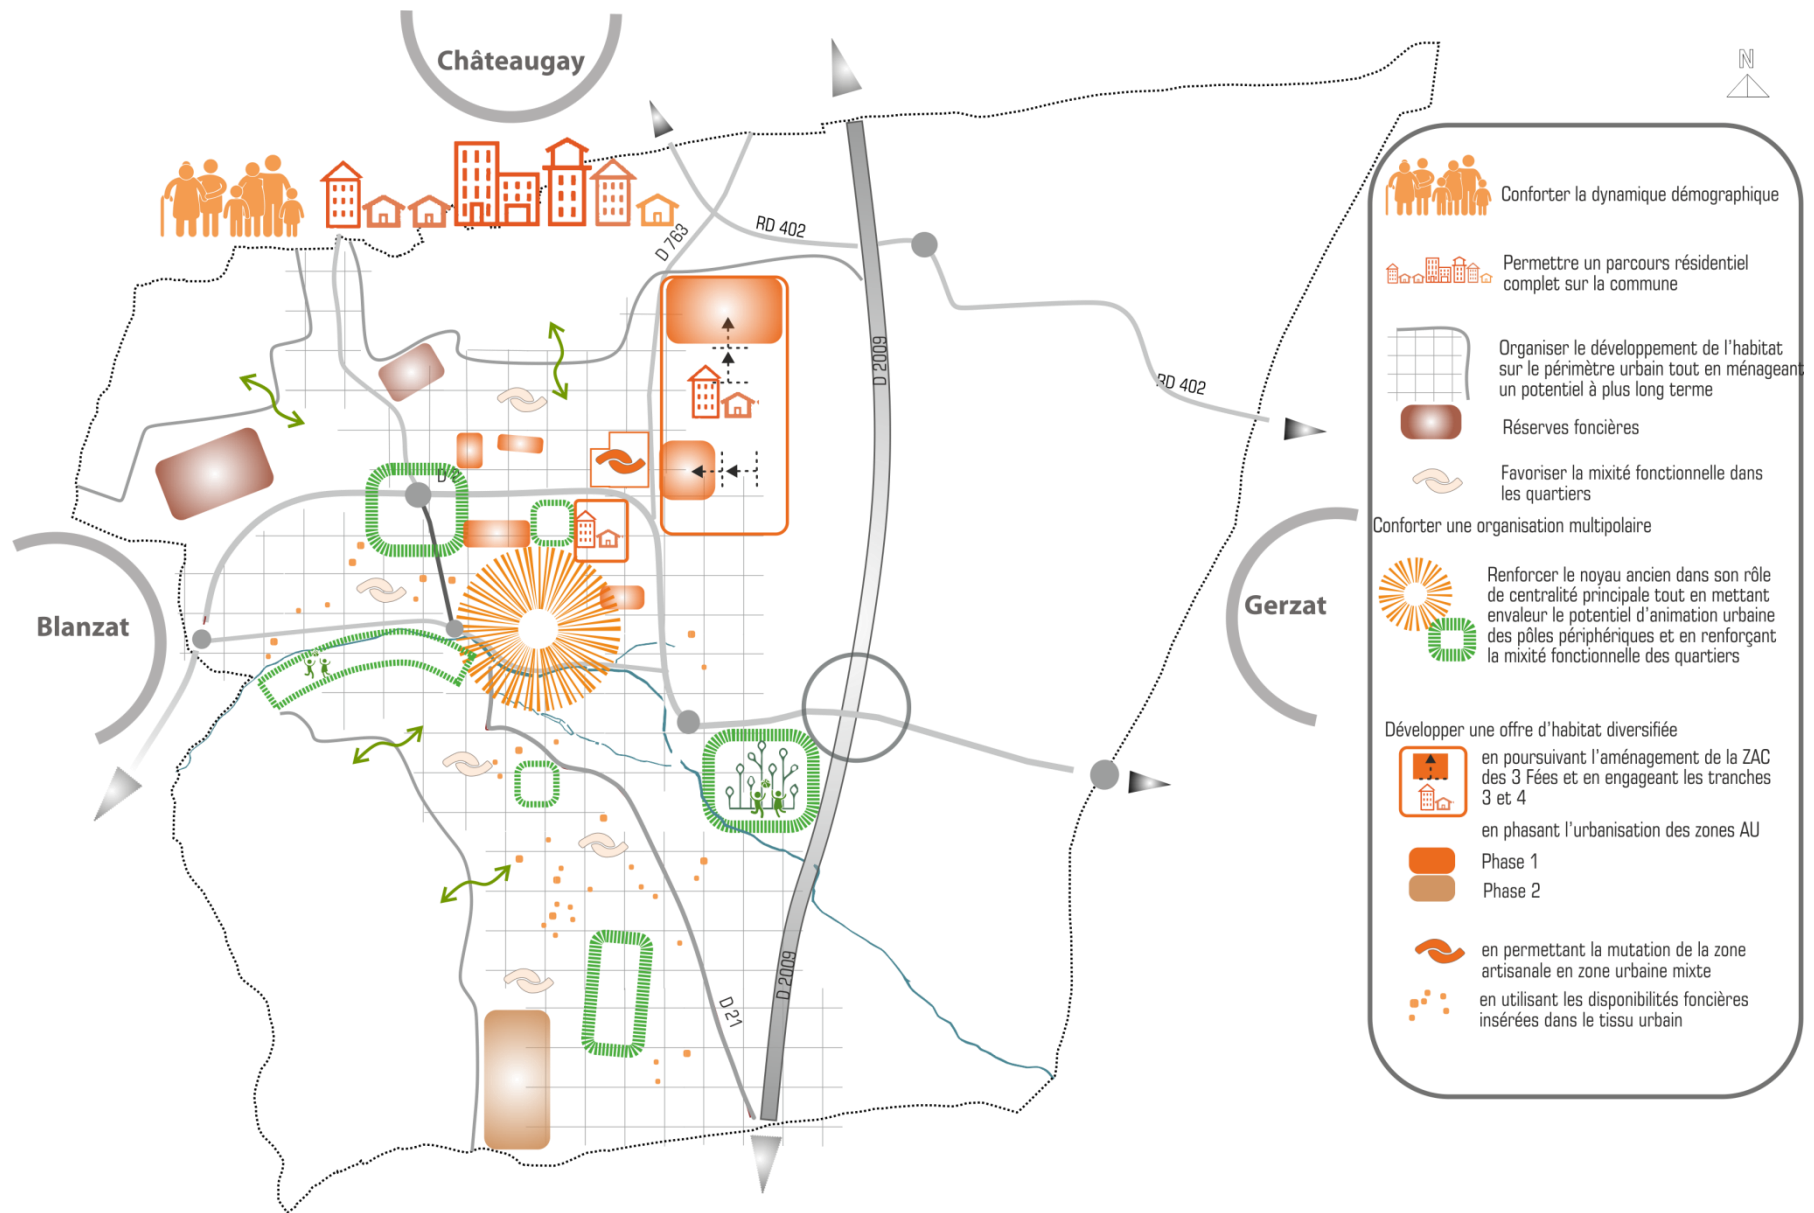 Châteaugay
N
RD 402
D 763
D 2009
RD 402
D 2
Blanzat
Gerzat
D 2009
D 21
Conforter la dynamique démographique
Permettre un parcours résidentiel
complet sur la commune
Organiser le développement de l'habitat
sur le périmètre urbain tout en ménageant
un potentiel à plus long terme
Réserves foncières
Favoriser la mixité fonctionnelle dans
les quartiers
Conforter une organisation multipolaire
Renforcer le noyau ancien dans son rôle
de centralité principale tout en mettant
envaleur le potentiel d'animation urbaine
des pôles périphériques et en renforçant
la mixité fonctionnelle des quartiers
Développer une offre d'habitat diversifiée
en poursuivant l'aménagement de la ZAC
des 3 Fées et en engageant les tranches
3 et 4
en phasant l'urbanisation des zones AU
Phase 1
Phase 2
en permettant la mutation de la zone
artisanale en zone urbaine mixte
en utilisant les disponibilités foncières
insérées dans le tissu urbain